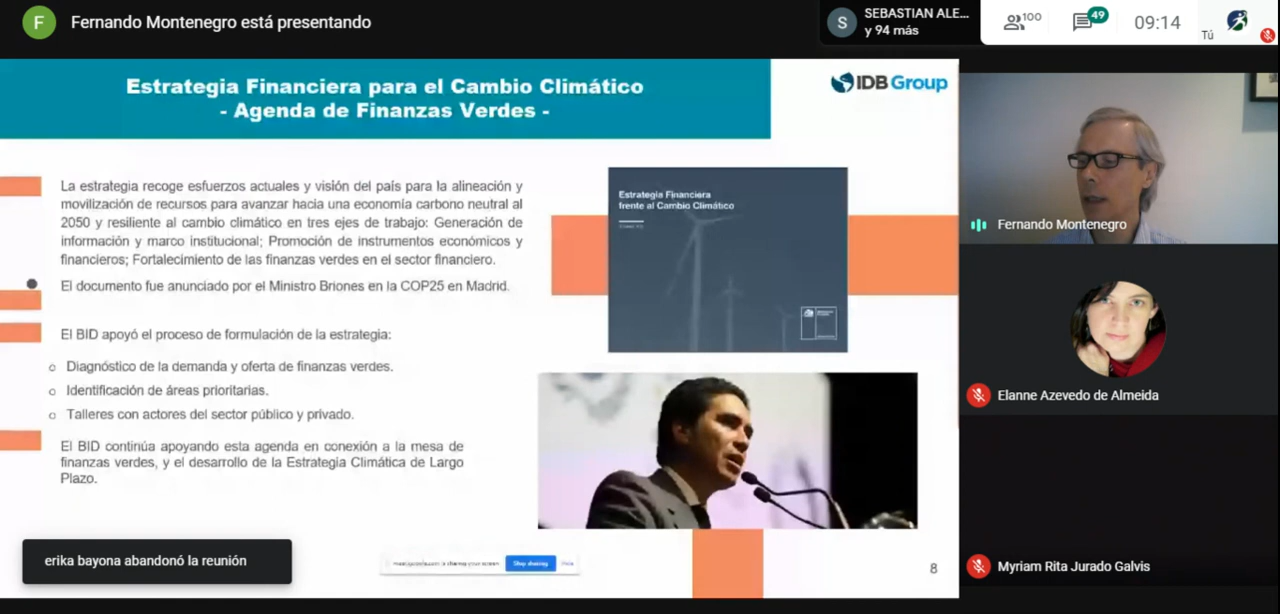 F
Fernando Montenegro está presentando
S
SEBASTIAN ALE...
y 94 más
100
49
09:14
Tú
Estrategia Financiera para el Cambio Climático
- Agenda de Finanzas Verdes -
IDB Group
La estrategia recoge esfuerzos actuales y visión del país para la alineación y
movilización de recursos para avanzar hacia una economía carbono neutral al
2050 y resiliente al cambio climático en tres ejes de trabajo: Generación de
información y marco institucional; Promoción de instrumentos económicos y
financieros; Fortalecimiento de las finanzas verdes en el sector financiero.
El documento fue anunciado por el Ministro Briones en la COP25 en Madrid.
El BID apoyó el proceso de formulación de la estrategia:
Diagnóstico de la demanda y oferta de finanzas verdes.
Identificación de áreas prioritarias.
Talleres con actores del sector público y privado.
El BID continúa apoyando esta agenda en conexión a la mesa de
finanzas verdes, y el desarrollo de la Estrategia Climática de Largo
Plazo.
Estrategia Financiera
frente al Cambio Climático
Stop sharing
Hide
8
erika bayona abandonó la reunión
Fernando Montenegro
Elanne Azevedo de Almeida
Myriam Rita Jurado Galvis